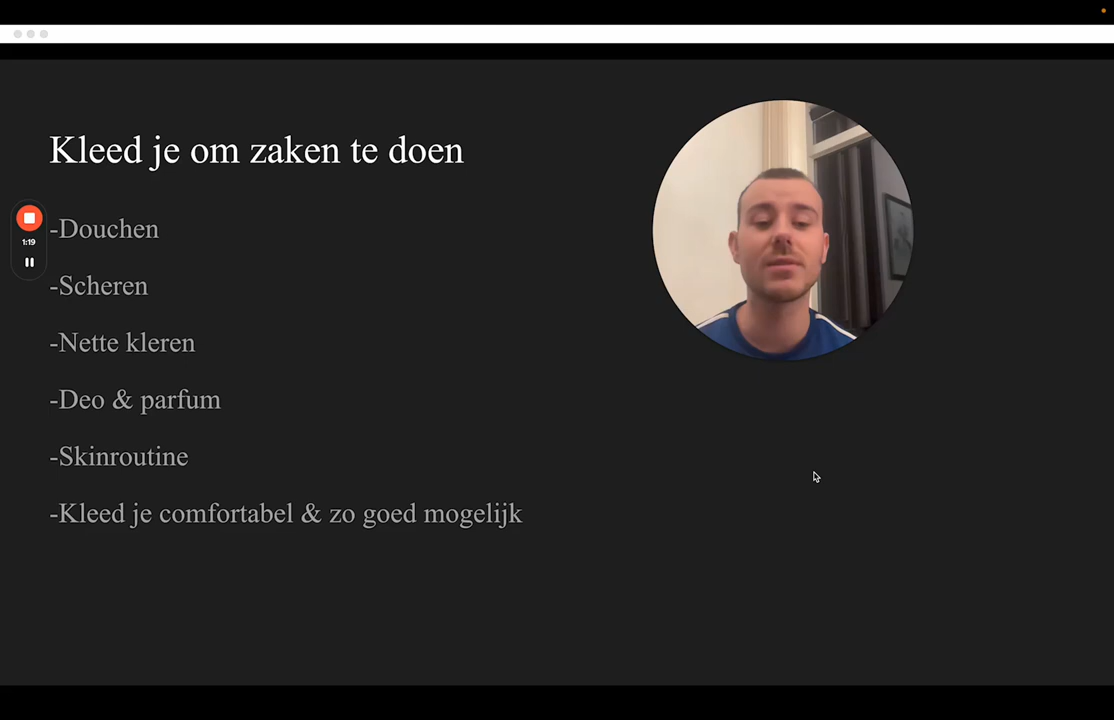 Kleed je om zaken te doen
-Douchen
1:19
-Scheren
-Nette kleren
-Deo & parfum
-Skinroutine
-Kleed je comfortabel & zo goed mogelijk